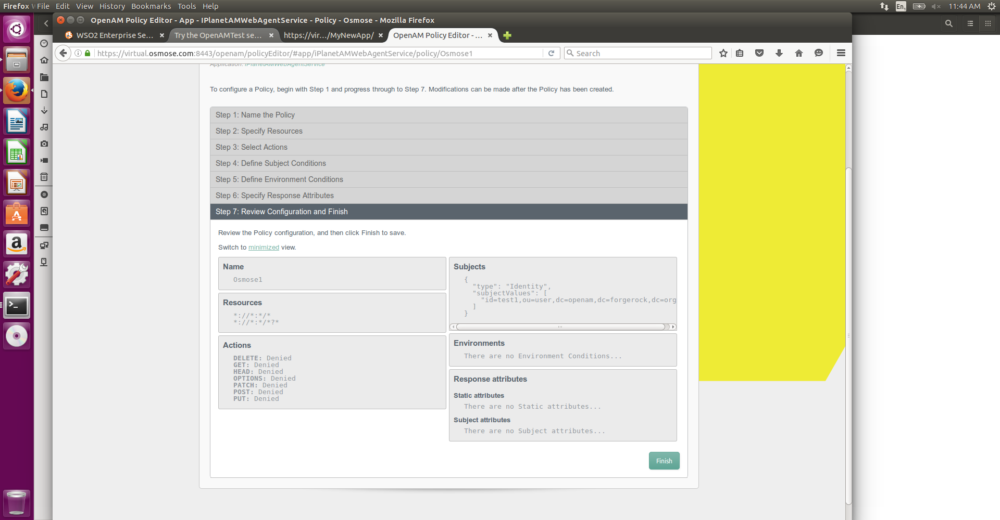 Firefox W File Edit View History Bookmarks Tools Help
En1 11:44 AM
OpenAM Policy Editor - App - IPlanetAMWebAgentService - Policy - Osmose - Mozilla Firefox
WSO2 Enterprise Se... Try the OpenAMTest se... https://vir.../MyNewApp/ OpenAM Policy Editor - ...
https://virtual.osmose.com:8443/openam/policyEditor/#app/iPlanetAMWebAgentService/policy/Osmose1 Search
Application: iPlanetAMWebAgentService
To configure a Policy, begin with Step 1 and progress through to Step 7. Modifications can be made after the Policy has been created.
Step 1: Name the Policy
Step 2: Specify Resources
Step 3: Select Actions
Step 4: Define Subject Conditions
Step 5: Define Environment Conditions
Step 6: Specify Response Attributes
Step 7: Review Configuration and Finish
Review the Policy configuration, and then click Finish to save.
Switch to minimized view.
Name
Osmose1
Resources
*://*:*/*
*://*:*/*?*
Actions
DELETE: Denied
GET: Denied
HEAD: Denied
OPTIONS: Denied
PATCH: Denied
POST: Denied
PUT: Denied
Subjects
{
"type": "Identity",
"subjectValues": [
"id=test1,ou=user,dc=openam,dc=forgerock,dc=org
]
}
Environments
There are no Environment Conditions...
Response attributes
Static attributes
There are no Static attributes...
Subject attributes
There are no Subject attributes...
Finish